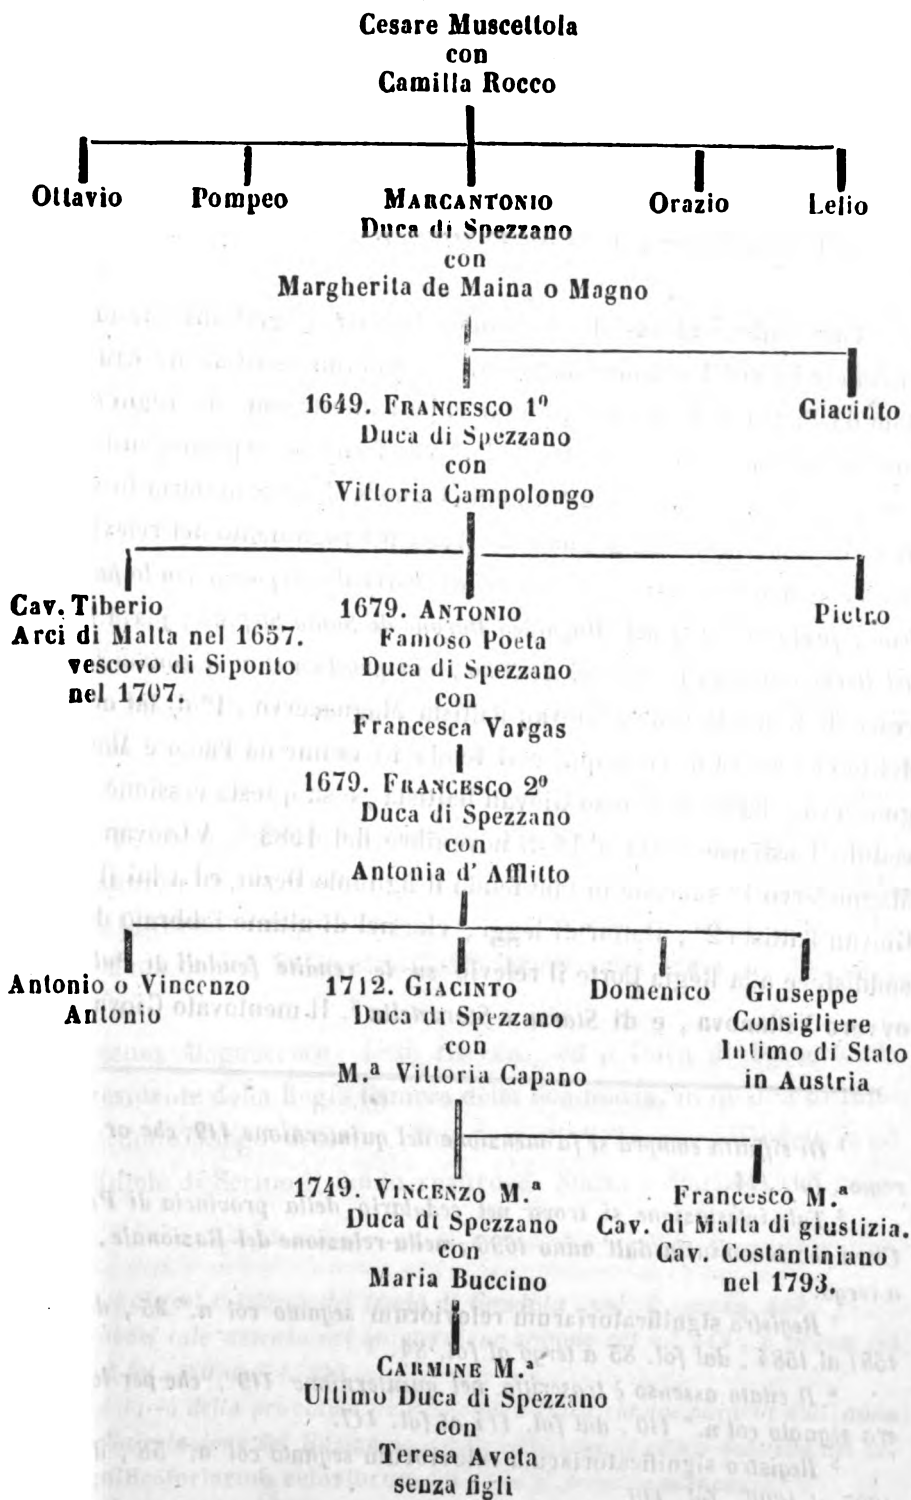 Cesare Muscettola
con
Camilla Rocco
Ottavio Pompeo MARCANTONIO Orazio Lelio
Duca di Spezzano
con
Margherita de Maina o Magno
1649. FRANCESCO 1º Giacinto
Duca di Spezzano
con
Vittoria Campolongo
Cav. Tiberio
Arci di Malta nel 1657.
vescovo di Siponto
nel 1707.
1679. ANTONIO
Famoso Poeta
Duca di Spezzano
con
Francesca Vargas
Pietro
1679. FRANCESCO 2º
Duca di Spezzano
con
Antonia d' Afflitto
Antonio o Vincenzo
Antonio
1712. GIACINTO
Duca di Spezzano
con
M.ª Vittoria Capano
Domenico
Giuseppe
Consigliere
Intimo di Stato
in Austria
1749. VINCENZO M.ª
Duca di Spezzano
con
Maria Buccino
Francesco M.ª
Cav. di Malta di giustizia.
Cav. Costantiniano
nel 1793.
CARMINE M.ª
Ultimo Duca di Spezzano
con
Teresa Aveta
senza figli